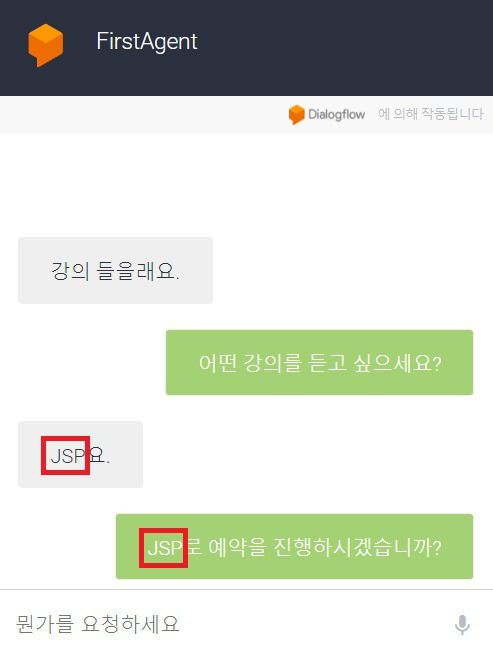 FirstAgent
Dialogflow 에 의해 작동됩니다
강의 들을래요.
어떤 강의를 듣고 싶으세요?
JSP요.
JSP로 예약을 진행하시겠습니까?
뭔가를 요청하세요